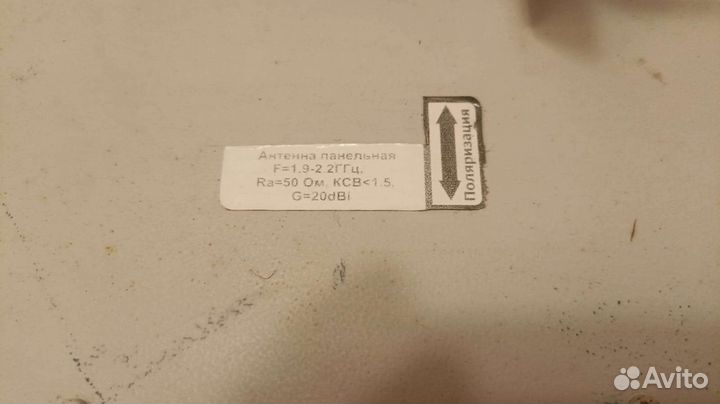 Антенна панельная
F=1.9-2.2ГГц,
Ra=50 Ом, КСВ<1.5,
G=20dBi
Поляризация
Avito